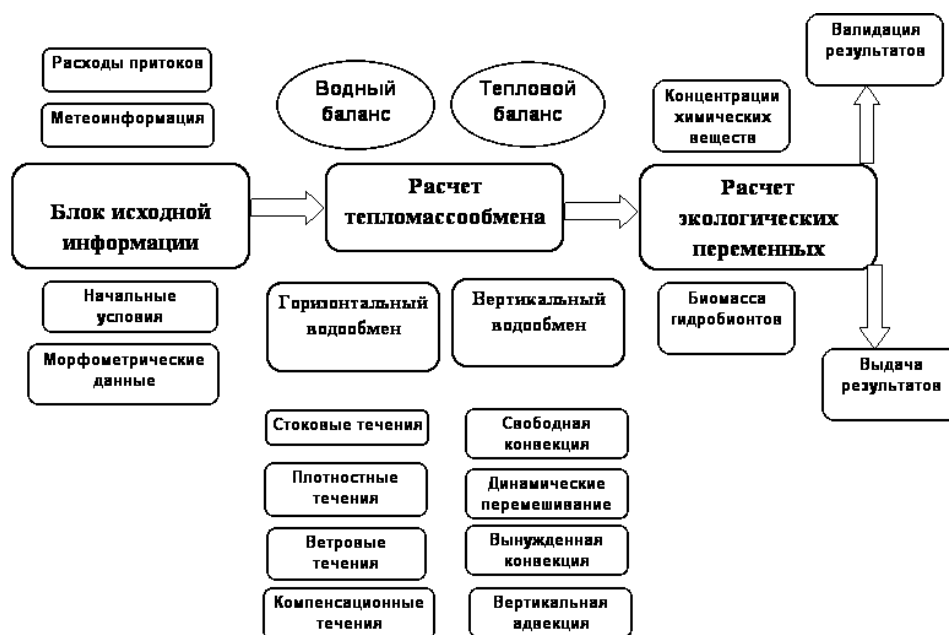 Расходы притоков
Метеоинформация
Блок исходной
информации
Начальные
условия
Морфометрические
данные
Водный
баланс
Тепловой
баланс
Расчет
тепломассообмена
Горизонтальный
водообмен
Вертикальный
водообмен
Стоковые течения
Плотностные
течения
Ветровые
течения
Компенсационные
течения
Свободная
конвекция
Динамические
перемешивание
Вынужденная
конвекция
Вертикальная
адвекция
Концентрации
химических
веществ
Расчет
экологических
переменных
Биомасса
гидробионтов
Валидация
результатов
Выдача
результатов